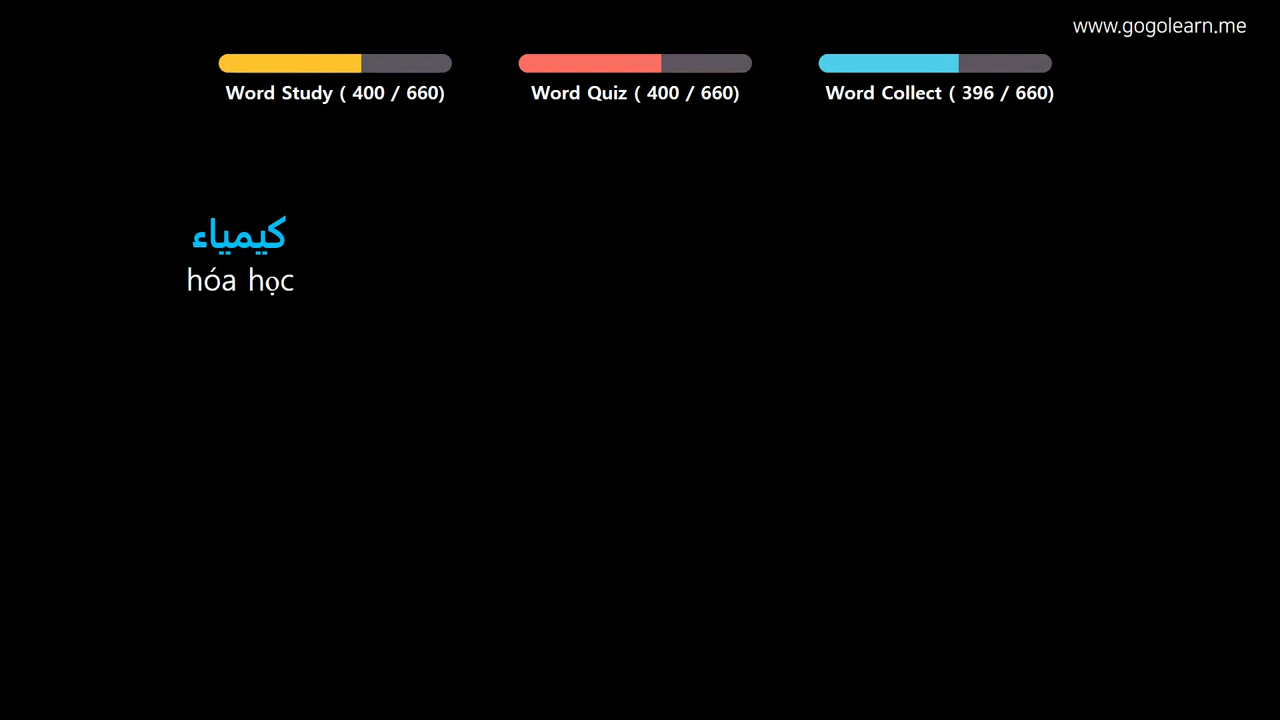 www.gogolearn.me
Word Study ( 400 / 660)
Word Quiz ( 400 / 660)
Word Collect ( 396 / 660)
كيمياء
hóa học